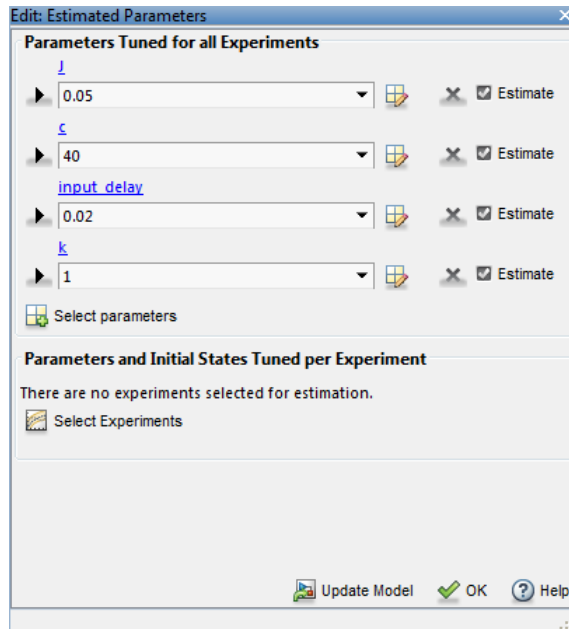 Edit: Estimated Parameters
Parameters Tuned for all Experiments
J
0.05 Estimate
c
40 Estimate
input_delay
0.02 Estimate
k
1 Estimate
Select parameters
Parameters and Initial States Tuned per Experiment
There are no experiments selected for estimation.
Select Experiments
Update Model OK Help